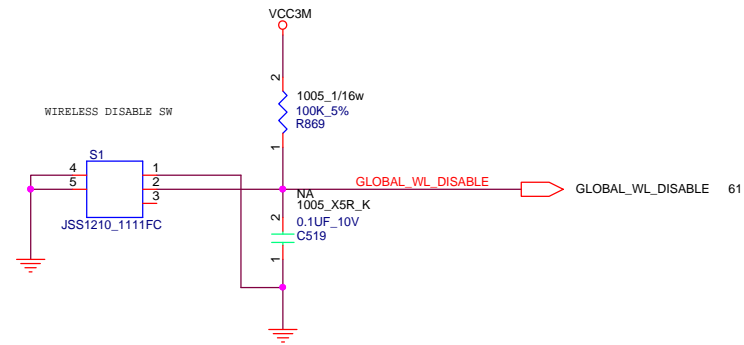 VCC3M
2
1005_1/16w
100K_5%
R869
1
WIRELESS DISABLE SW
S1
4
5
1
2
3
JSS1210_1111FC
GLOBAL_WL_DISABLE
GLOBAL_WL_DISABLE 61
NA
1005_X5R_K
2
0.1UF_10V
C519
1